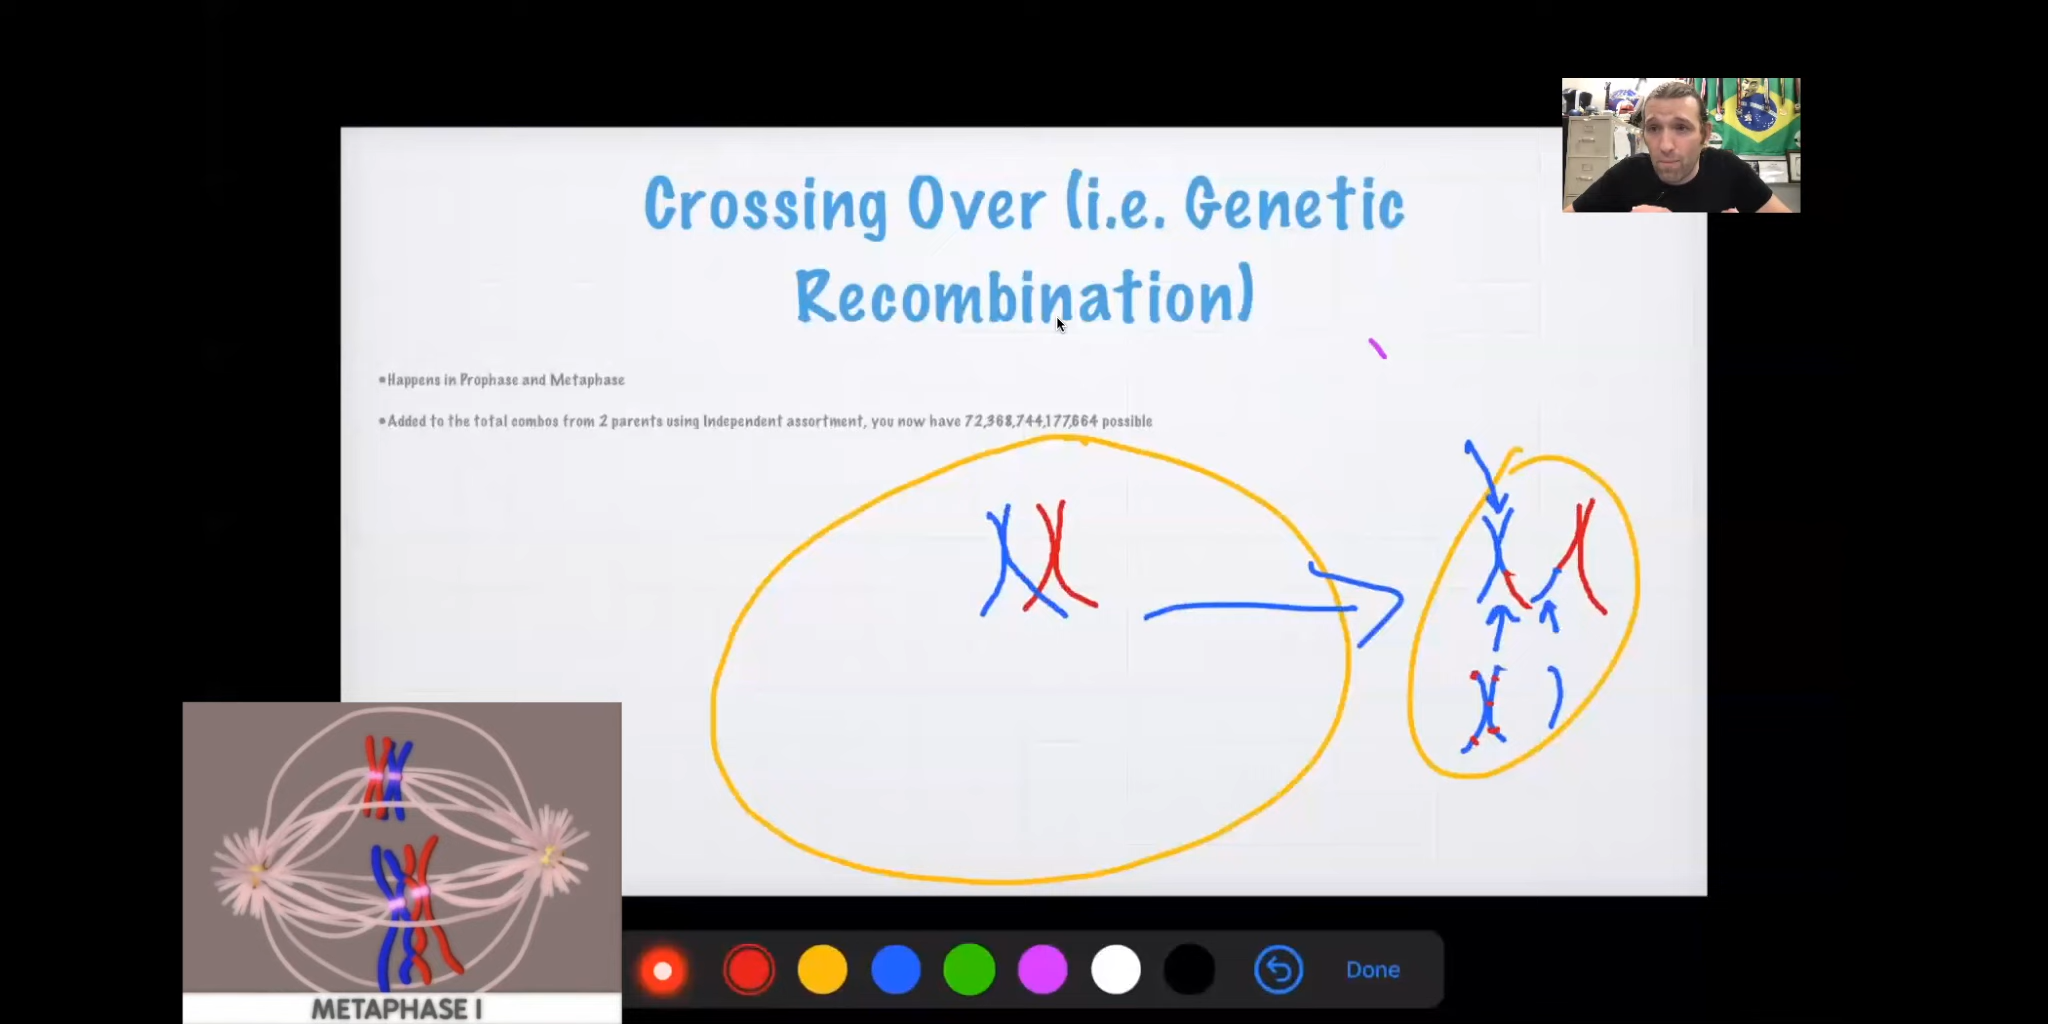 Crossing Over (i.e. Genetic
Recombination)
•Happens in Prophase and Metaphase
•Added to the total combos from 2 parents using Independent assortment, you now have 72,368,744,177,664 possible
METAPHASE I
Done